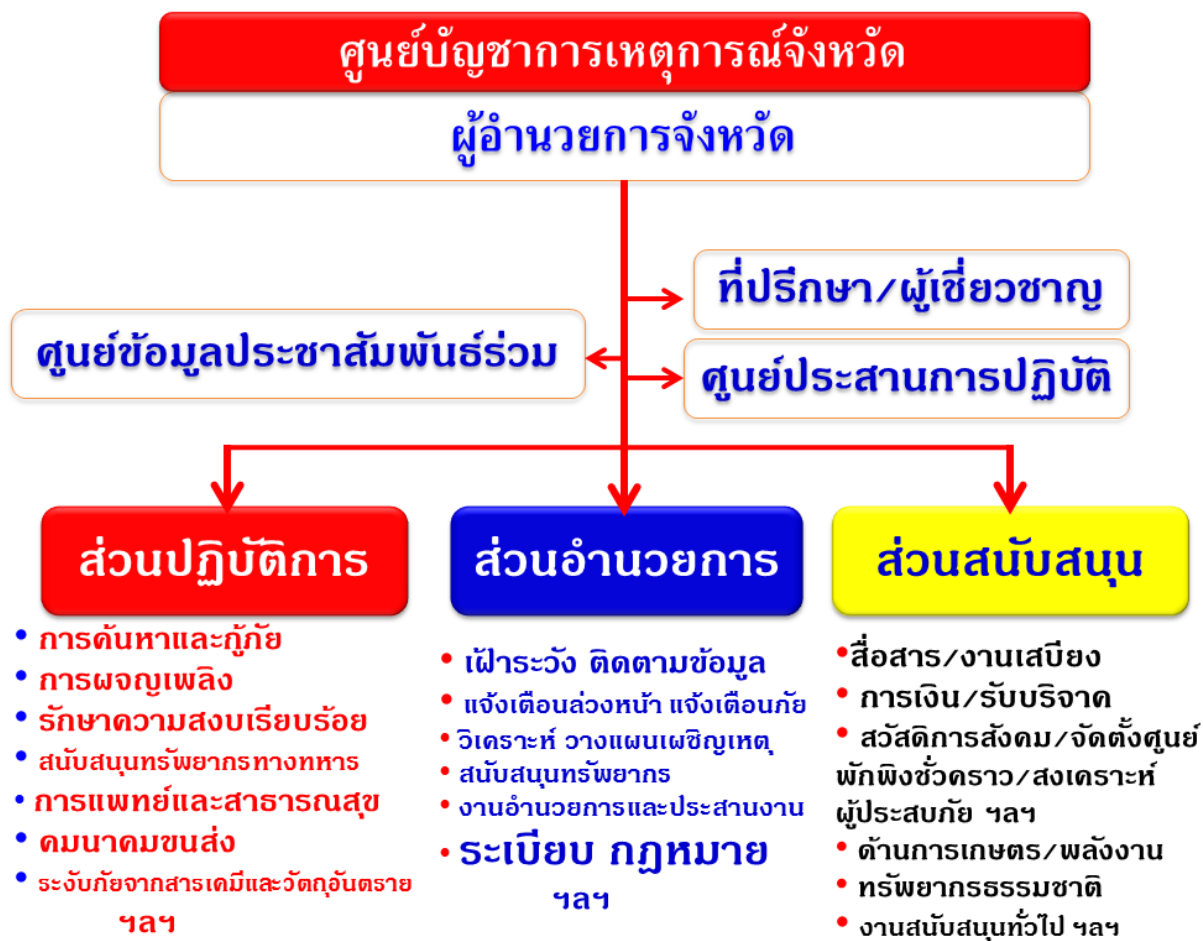 ศูนย์บัญชาการเหตุการณ์จังหวัด
ผู้อำนวยการจังหวัด
ที่ปรึกษา/ผู้เชี่ยวชาญ
ศูนย์ข้อมูลประชาสัมพันธ์ร่วม
ศูนย์ประสานการปฏิบัติ
ส่วนปฏิบัติการ
• การค้นหาและกู้ภัย
• การผจญเพลิง
• รักษาความสงบเรียบร้อย
• สนับสนุนทรัพยากรทางทหาร
• การแพทย์และสาธารณสุข
• คมนาคมขนส่ง
• ระงับภัยจากสารเคมีและวัตถุอันตราย
ฯลฯ
ส่วนอำนวยการ
• เฝ้าระวัง ติดตามข้อมูล
• แจ้งเตือนล่วงหน้า แจ้งเตือนภัย
• วิเคราะห์ วางแผนเผชิญเหตุ
• สนับสนุนทรัพยากร
• งานอำนวยการและประสานงาน
• ระเบียบ กฎหมาย
ฯลฯ
ส่วนสนับสนุน
•สื่อสาร/งานเสบียง
• การเงิน/รับบริจาค
• สวัสดิการสังคม/จัดตั้งศูนย์
พักพิงชั่วคราว/สงเคราะห์
ผู้ประสบภัย ฯลฯ
• ด้านการเกษตร/พลังงาน
• ทรัพยากรธรรมชาติ
• งานสนับสนุนทั่วไป ฯลฯ